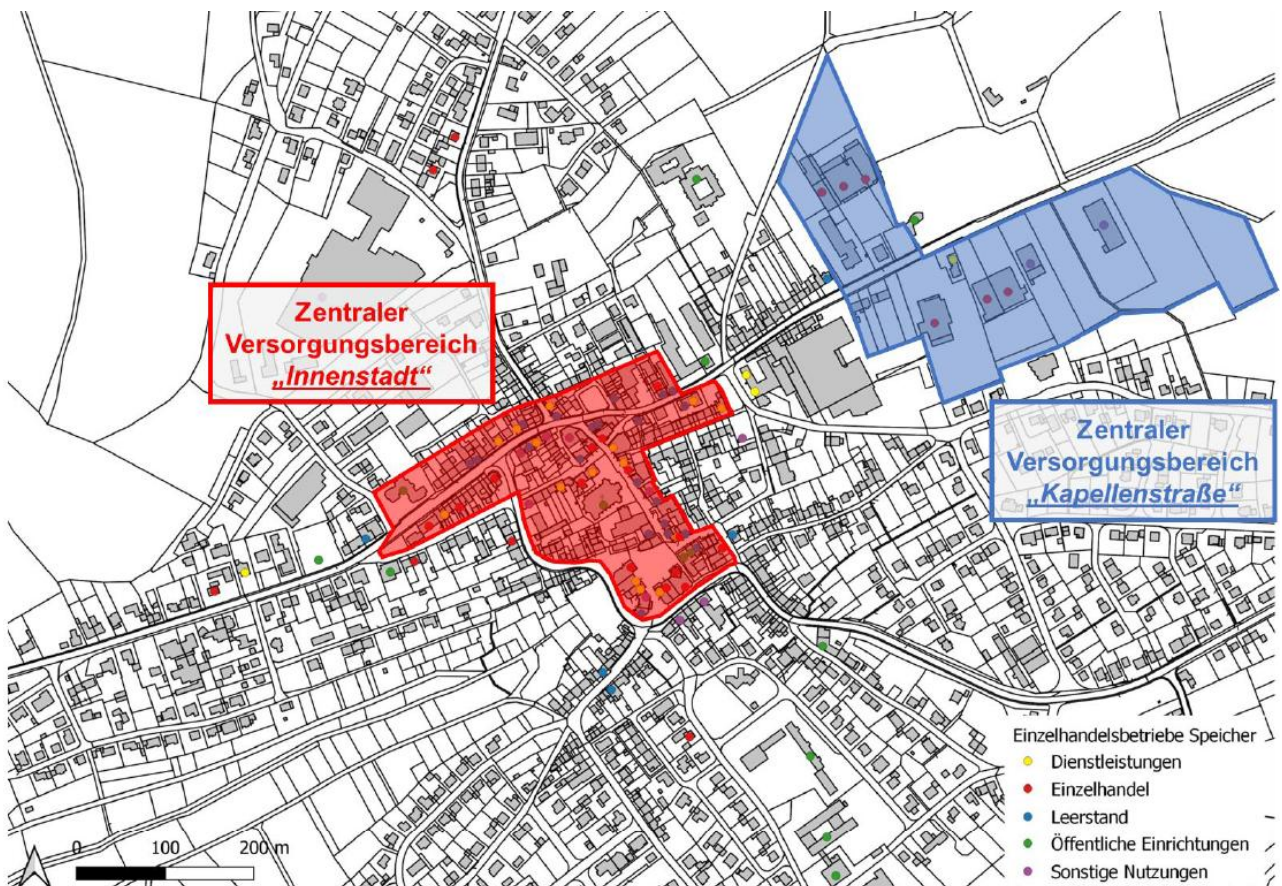 Zentraler
Versorgungsbereich
„Innenstadt“
Zentraler
Versorgungsbereich
„Kapellenstraße“
Einzelhandelsbetriebe Speicher
Dienstleistungen
Einzelhandel
Leerstand
Öffentliche Einrichtungen
Sonstige Nutzungen
0 100 200 m